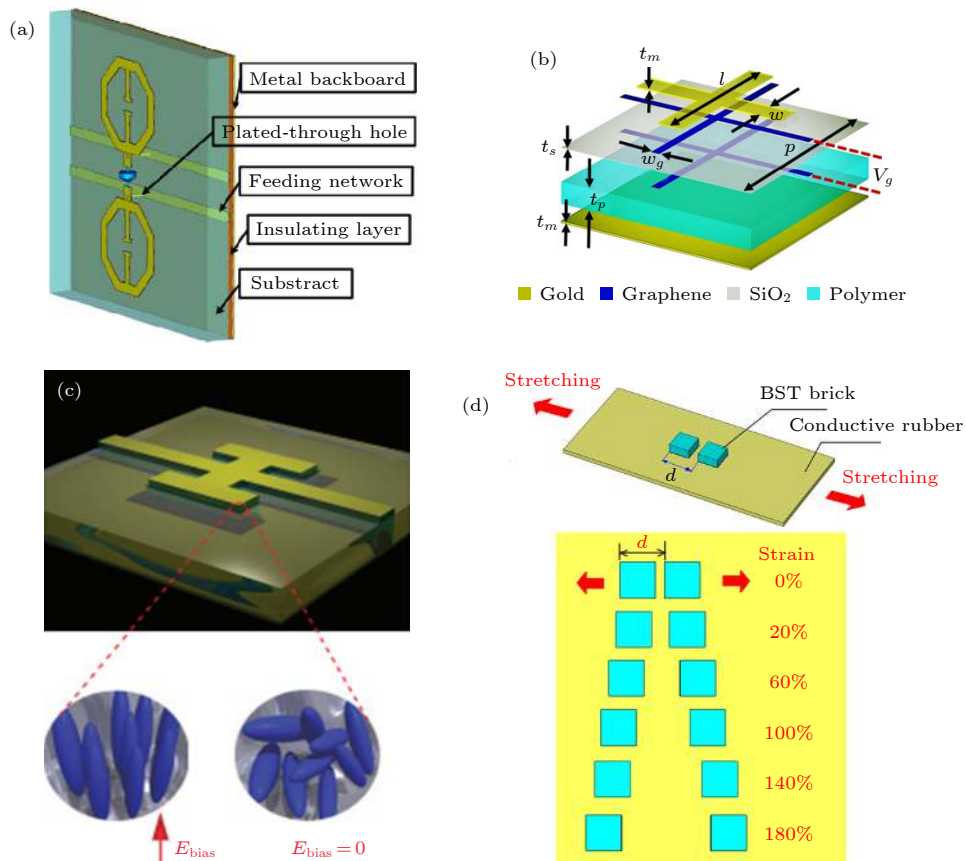 (a)
Metal backboard
Plated-through hole
Feeding network
Insulating layer
Substract
(b)
t_m
l
w
p
t_s
w_g
V_g
t_p
t_m
Gold Graphene SiO₂ Polymer
(c)
E_bias
E_bias = 0
(d)
Stretching
BST brick
Conductive rubber
d
Stretching
d
Strain
0%
20%
60%
100%
140%
180%